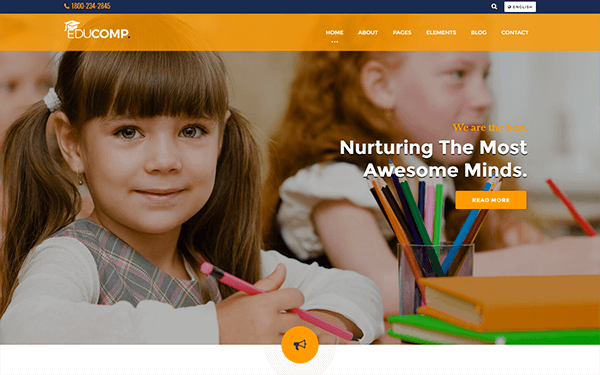 1800-234-2645
ENGLISH
EDUCOMP.
HOME ABOUT PAGES ELEMENTS BLOG CONTACT
We are the best
Nurturing The Most
Awesome Minds.
READ MORE